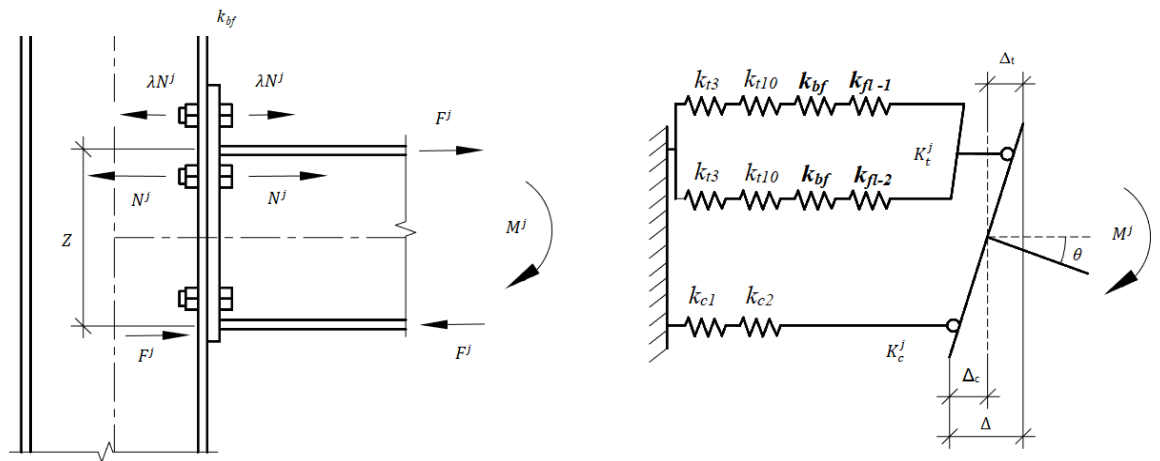 k_bf
λN^j λN^j
F^j
N^j N^j
Z
M^j
F^j
F^j
k_t3 k_t10 k_bf k_fl-1
Δ_t
K_t^j
k_t3 k_t10 k_bf k_fl-2
M^j
θ
k_c1 k_c2
K_c^j
Δ_c
Δ